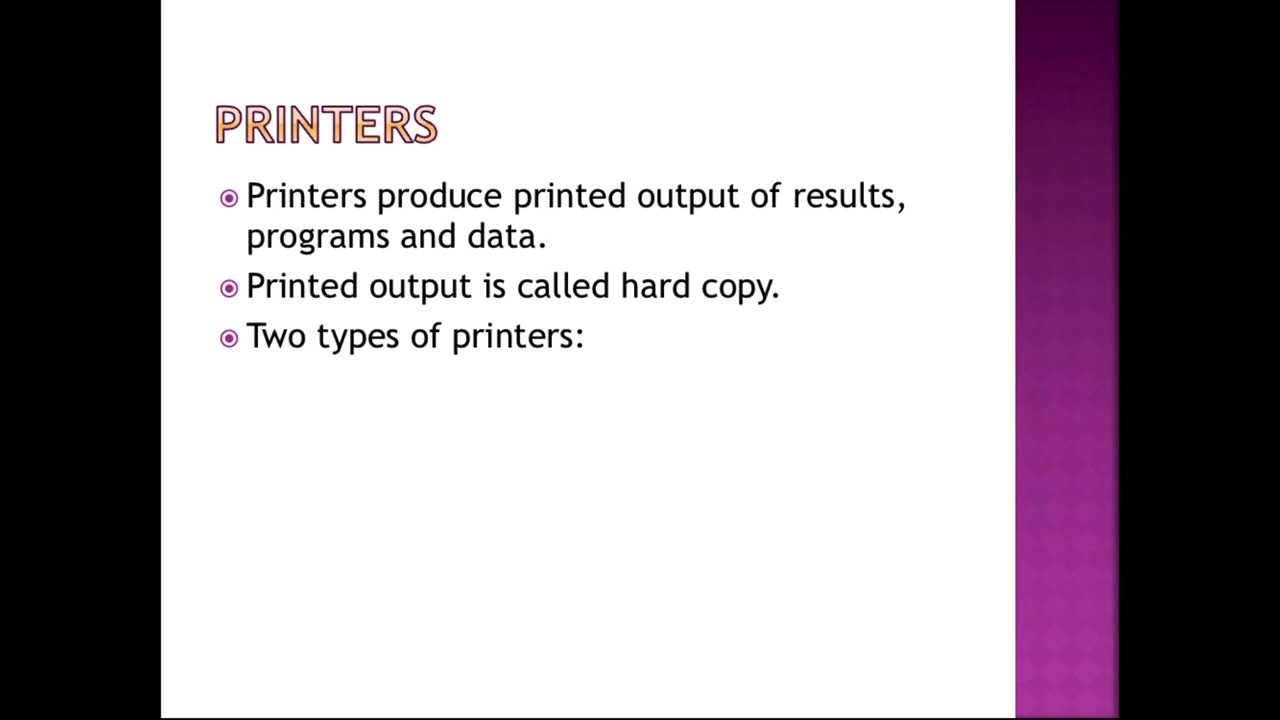 PRINTERS
Printers produce printed output of results,
programs and data.
Printed output is called hard copy.
Two types of printers: